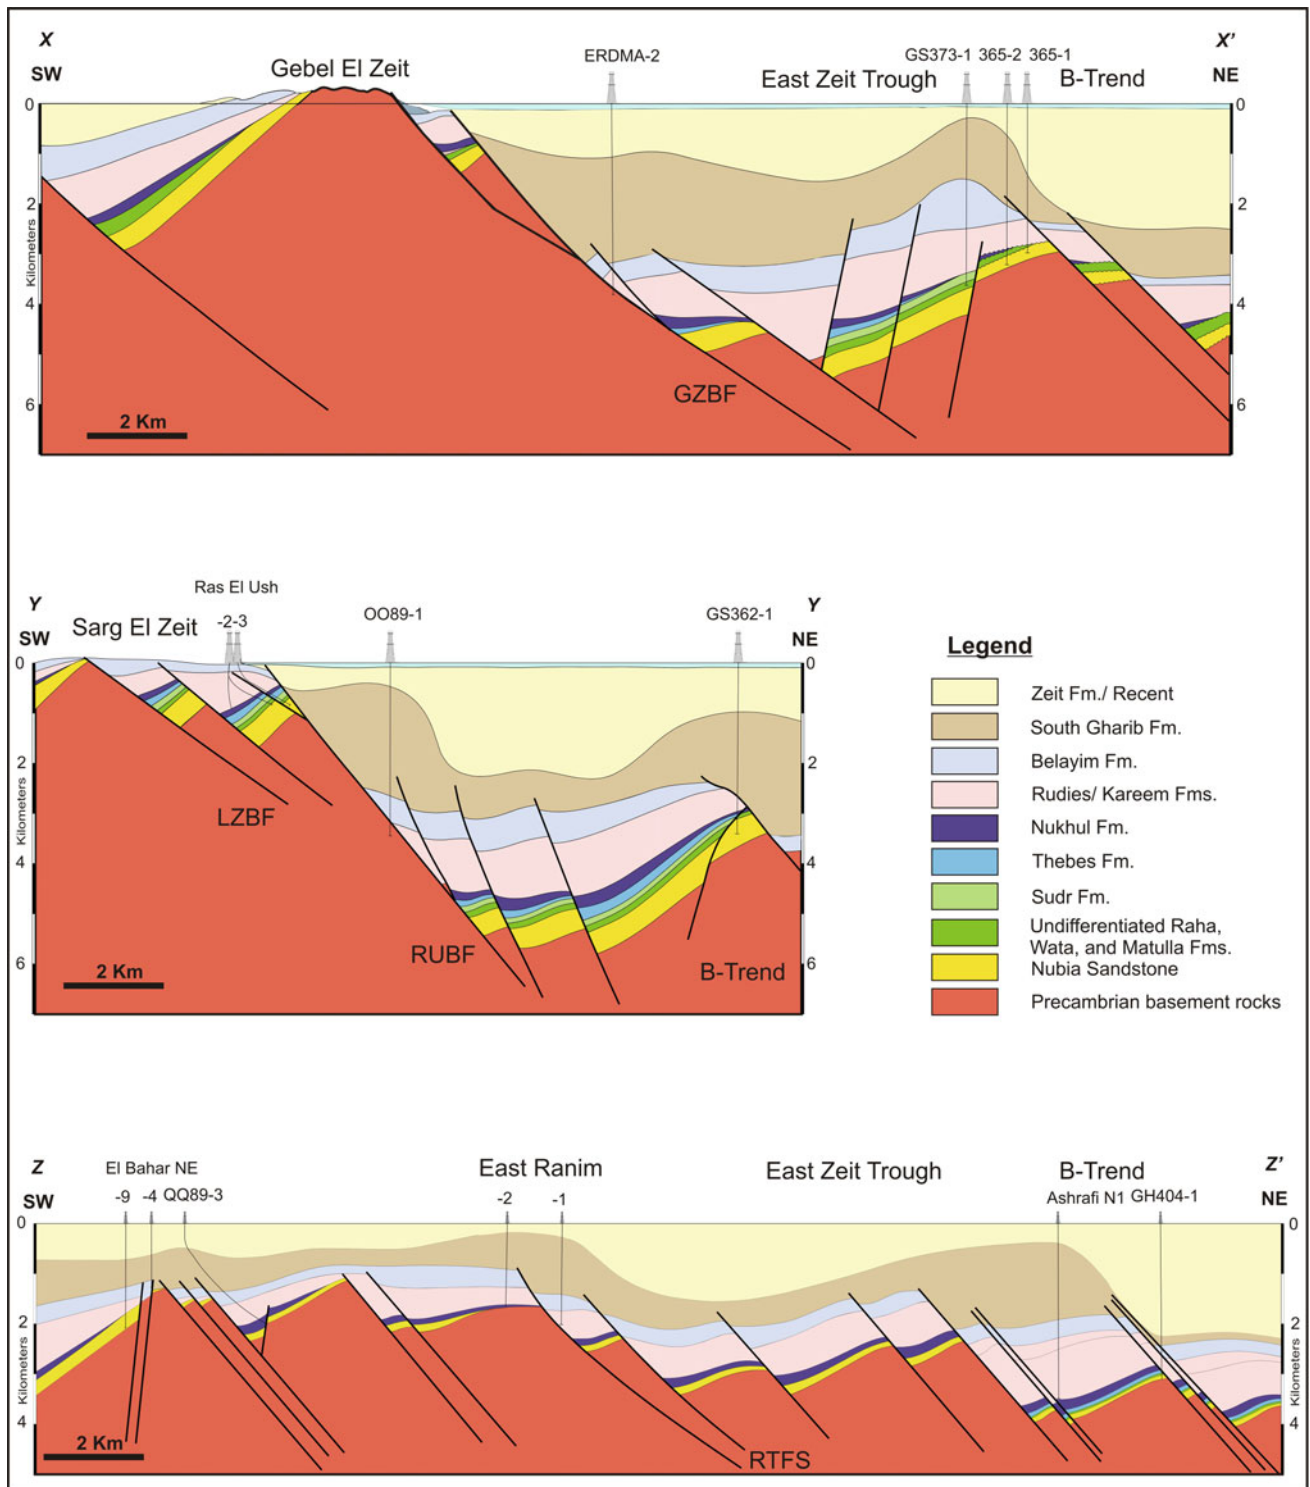 X
X'
ERDMA-2
GS373-1 365-2 365-1
SW
Gebel El Zeit
East Zeit Trough
B-Trend
NE
0
0
2
2
Kilometers
4
4
GZBF
6
6
2 Km
Ras El Ush
Y
Y
OO89-1
GS362-1
SW
Sarg El Zeit
-2-3
NE
0
0
2
2
Kilometers
LZBF
4
4
RUBF
B-Trend
6
6
2 Km
Legend
Zeit Fm./ Recent
South Gharib Fm.
Belayim Fm.
Rudies/ Kareem Fms.
Nukhul Fm.
Thebes Fm.
Sudr Fm.
Undifferentiated Raha,
Wata, and Matulla Fms.
Nubia Sandstone
Precambrian basement rocks
Z
El Bahar NE
East Ranim
East Zeit Trough
B-Trend
Z'
SW
-9 -4 QQ89-3
-2 -1
Ashrafi N1 GH404-1
NE
0
0
2
2
Kilometers
Kilometers
4
4
2 Km
RTFS